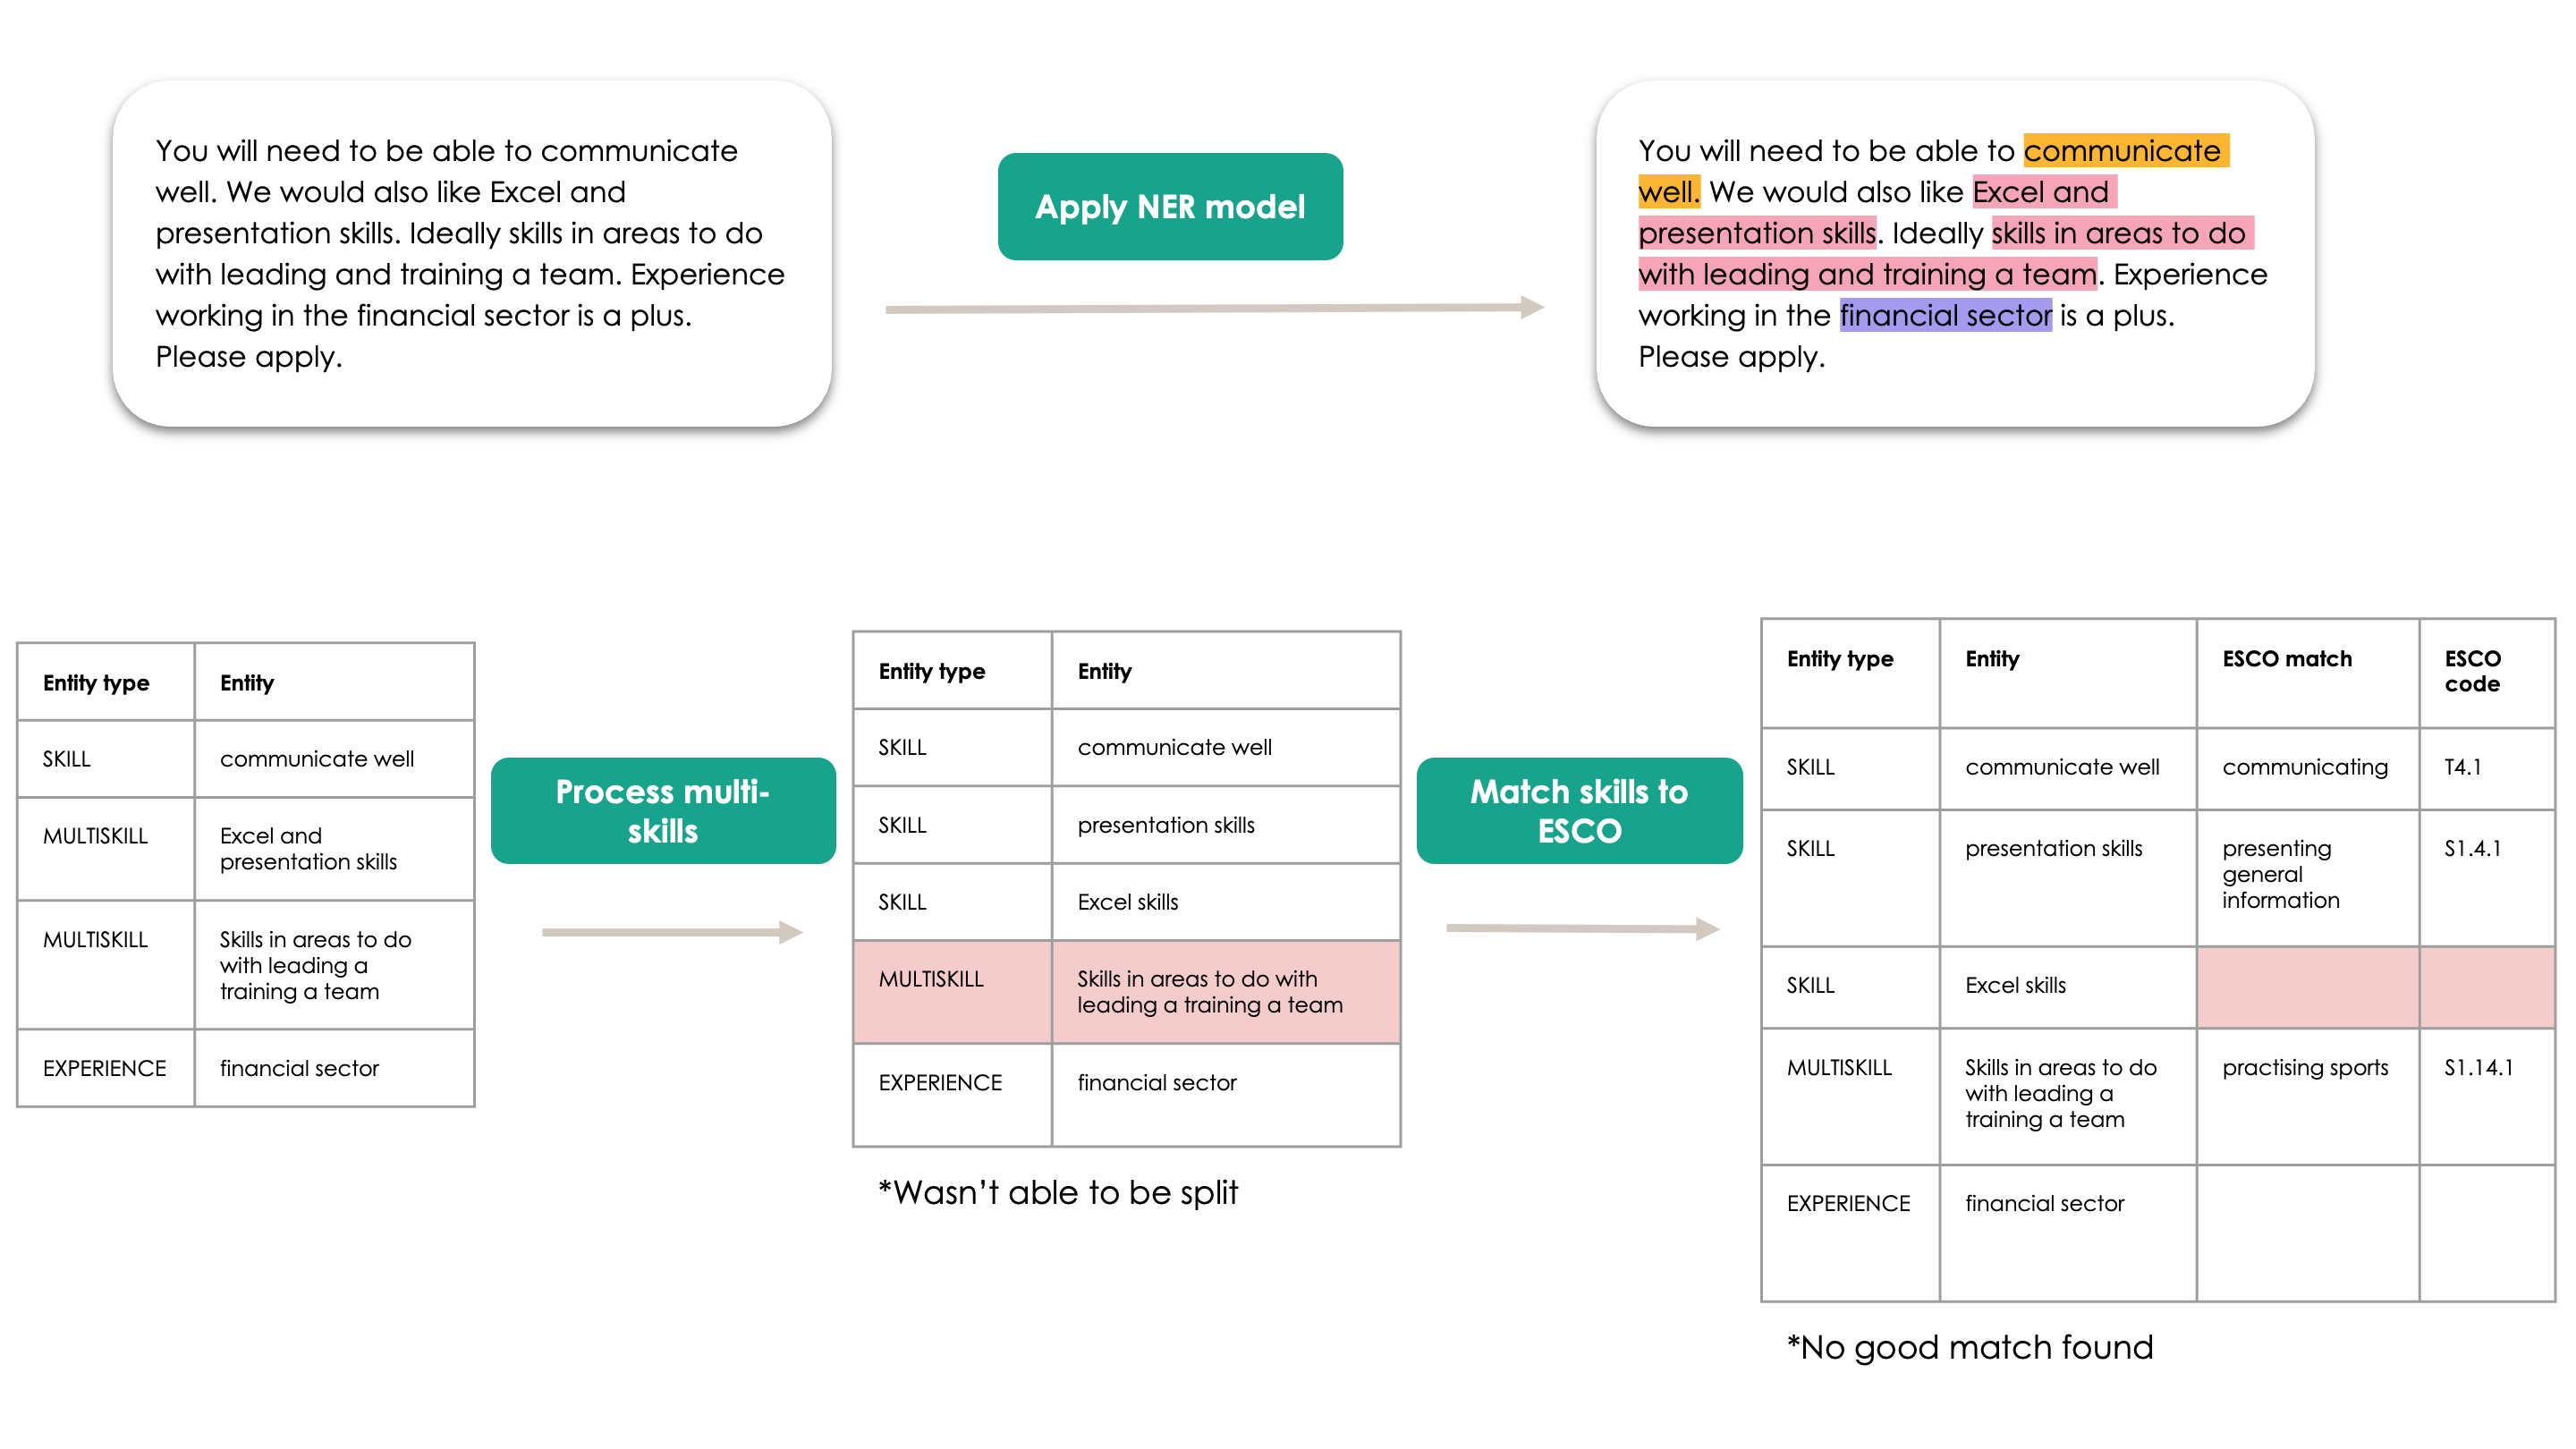 You will need to be able to communicate
well. We would also like Excel and
presentation skills. Ideally skills in areas to do
with leading and training a team. Experience
working in the financial sector is a plus.
Please apply.
Apply NER model
You will need to be able to communicate
well. We would also like Excel and
presentation skills. Ideally skills in areas to do
with leading and training a team. Experience
working in the financial sector is a plus.
Please apply.
Entity type
Entity
SKILL
communicate well
MULTISKILL
Excel and
presentation skills
MULTISKILL
Skills in areas to do
with leading a
training a team
EXPERIENCE
financial sector
Process multi-
skills
Entity type
Entity
SKILL
communicate well
SKILL
presentation skills
SKILL
Excel skills
MULTISKILL
Skills in areas to do with
leading a training a team
EXPERIENCE
financial sector
*Wasn’t able to be split
Match skills to
ESCO
Entity type
Entity
ESCO match
ESCO
code
SKILL
communicate well
communicating
T4.1
SKILL
presentation skills
presenting
general
information
S1.4.1
SKILL
Excel skills
MULTISKILL
Skills in areas to do
with leading a
training a team
practising sports
S1.14.1
EXPERIENCE
financial sector
*No good match found